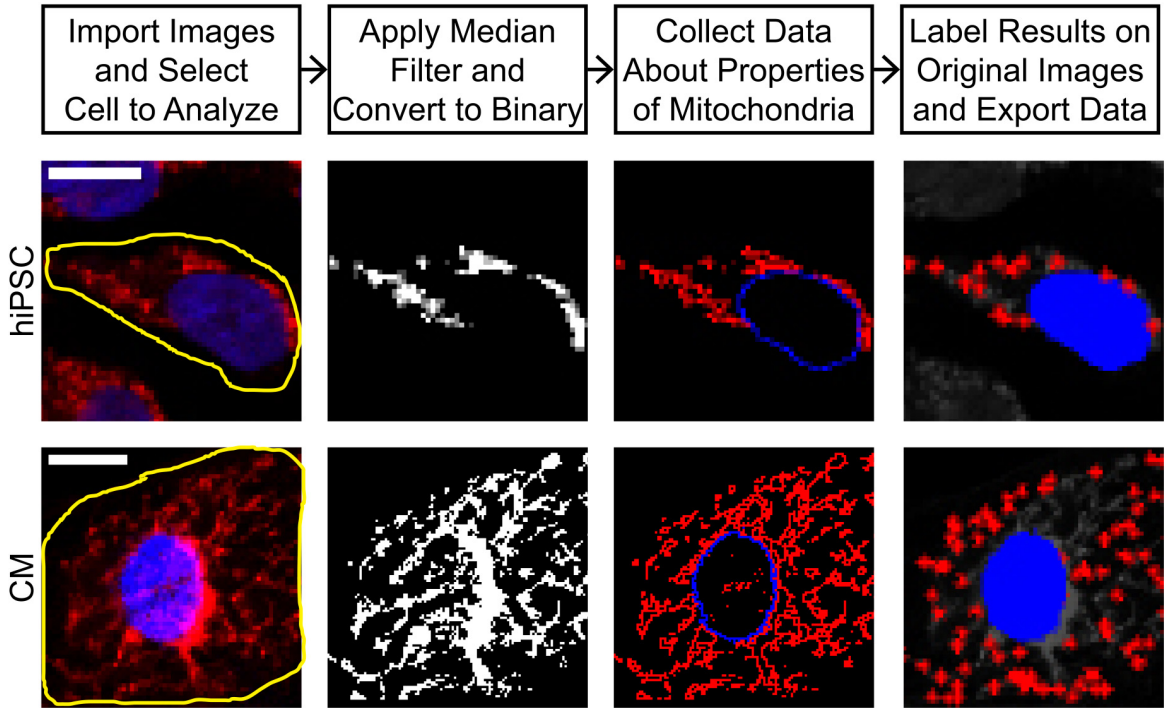 Import Images
and Select
Cell to Analyze
Apply Median
Filter and
Convert to Binary
Collect Data
About Properties
of Mitochondria
Label Results on
Original Images
and Export Data
hiPSC
CM